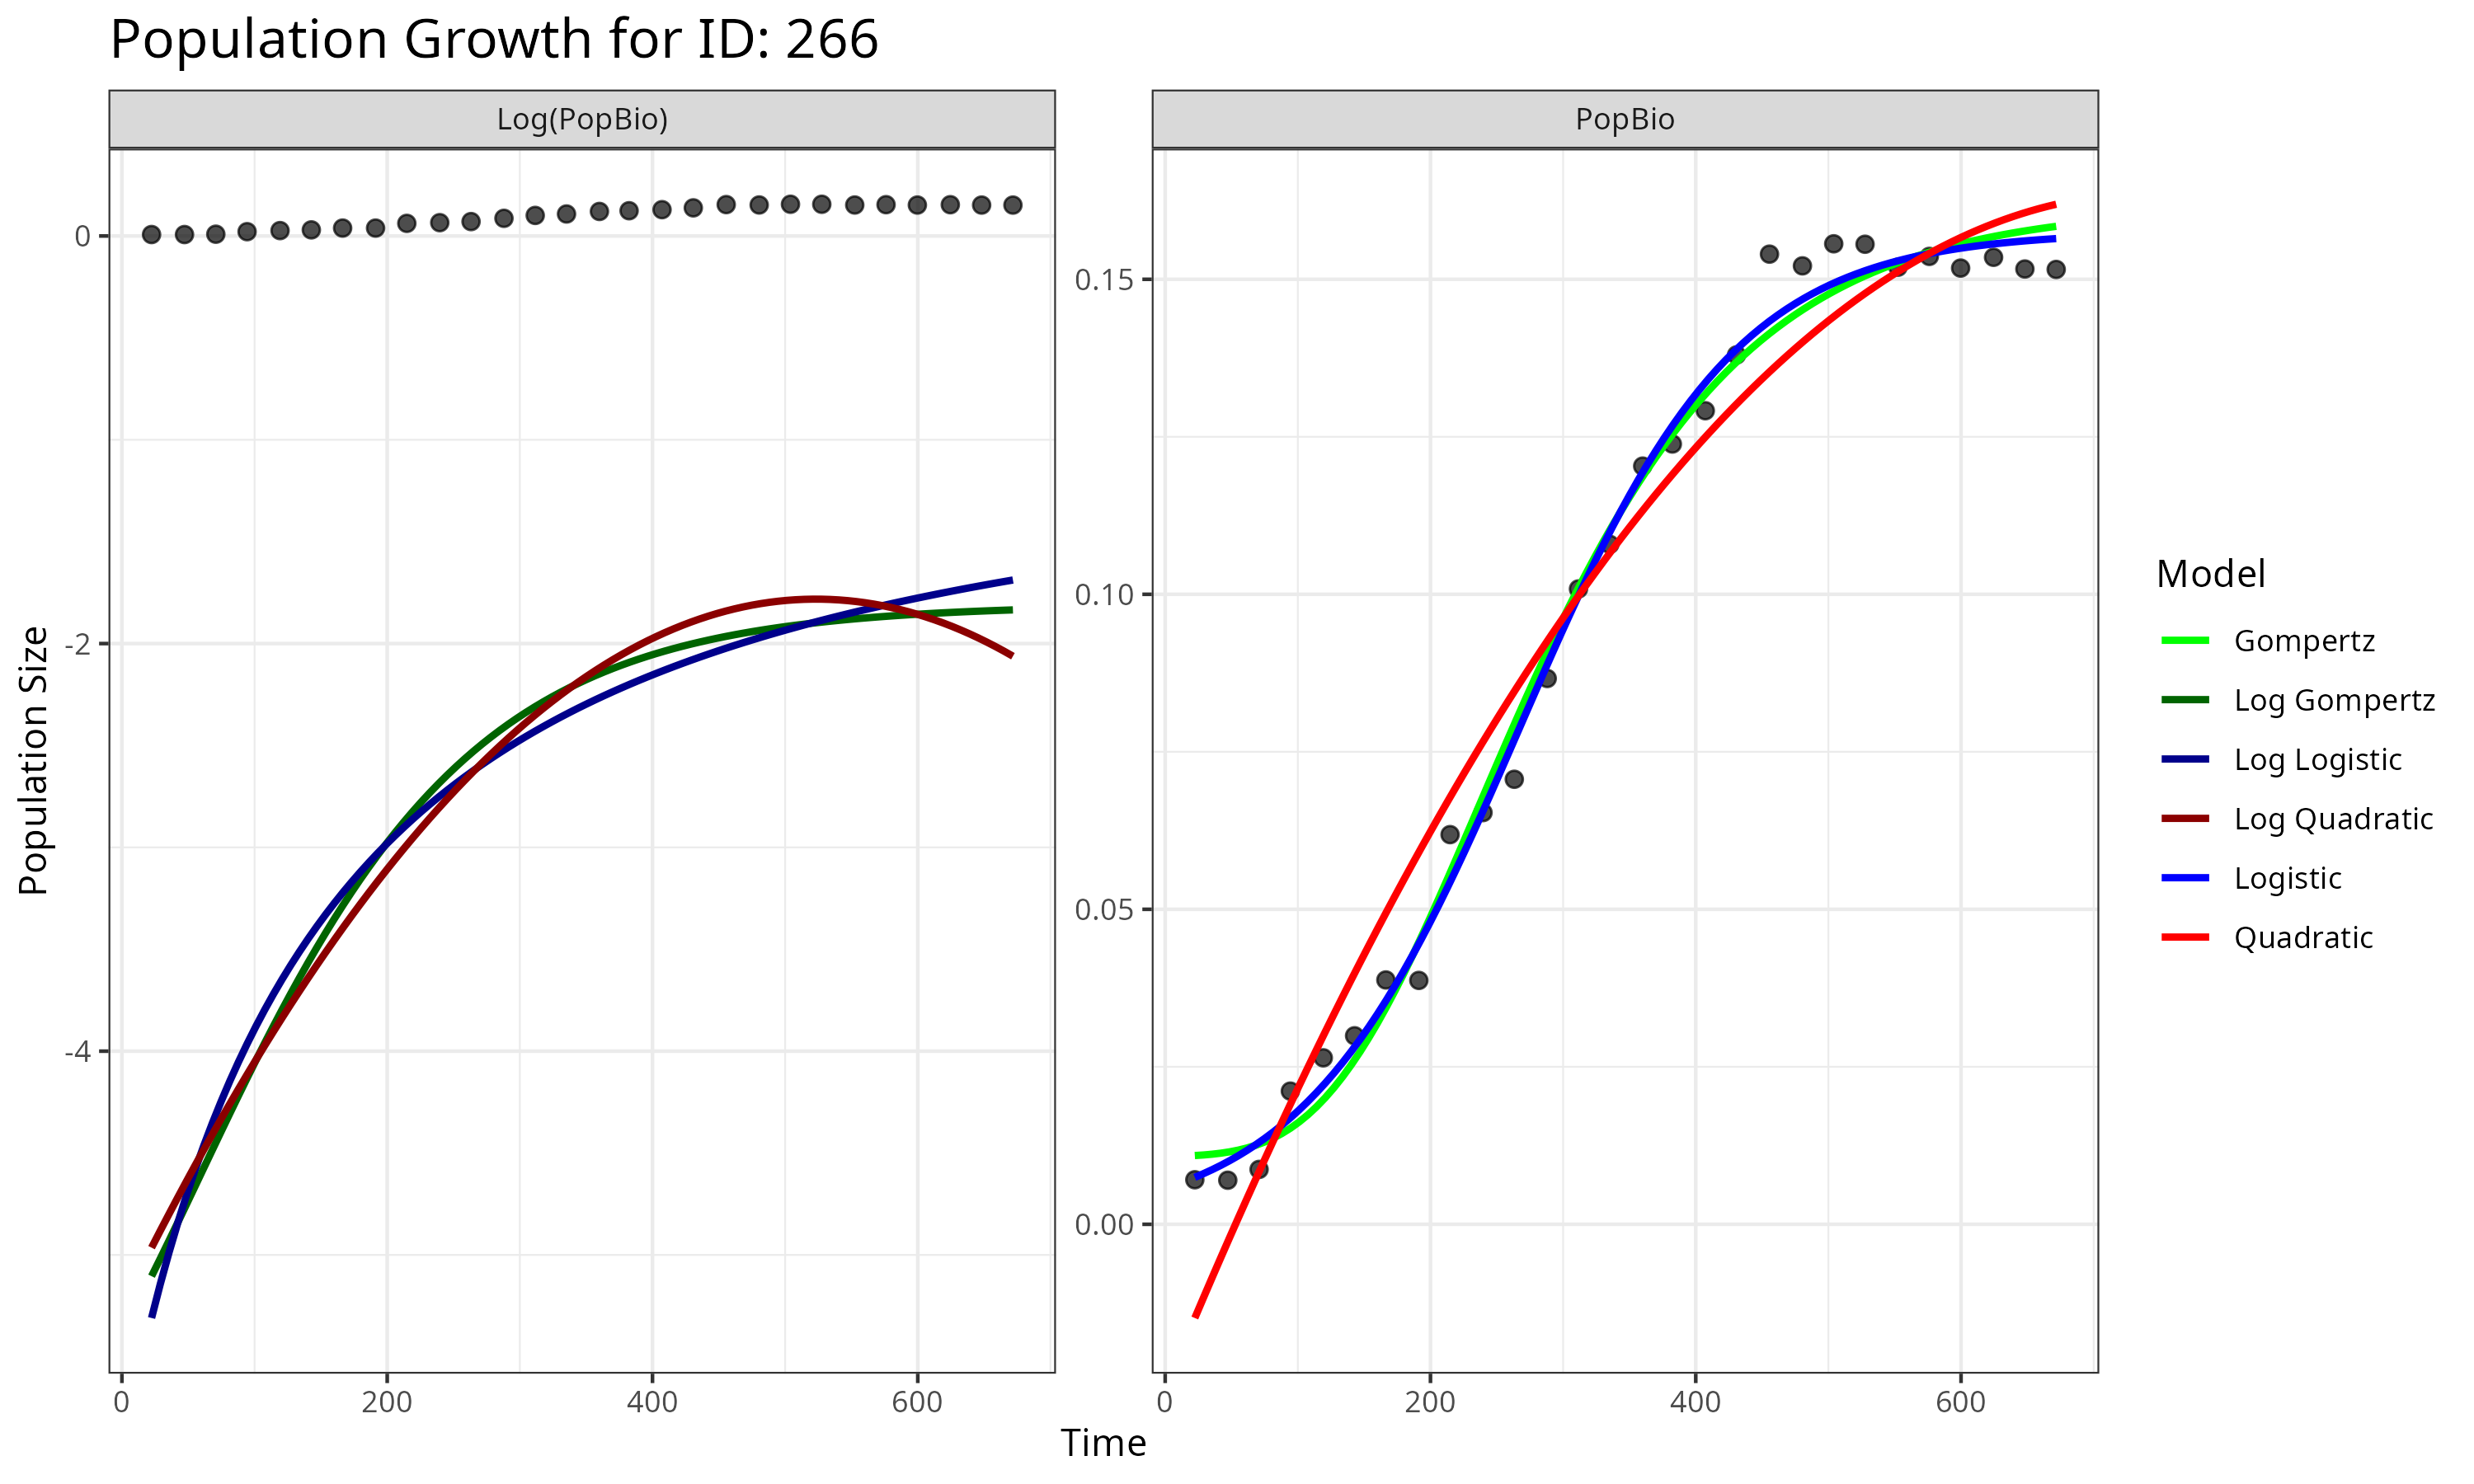 Population Growth for ID: 266
Log(PopBio)
PopBio
Population Size
0
-2
-4
0.15
0.10
0.05
0.00
0 200 400 600
0 200 400 600
Time
Model
Gompertz
Log Gompertz
Log Logistic
Log Quadratic
Logistic
Quadratic